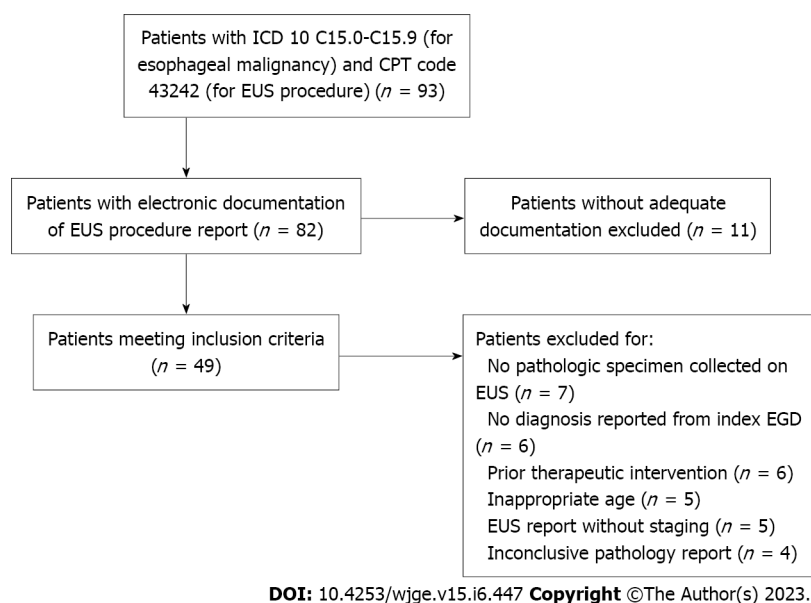 Patients with ICD 10 C15.0-C15.9 (for
esophageal malignancy) and CPT code
43242 (for EUS procedure) (n = 93)
Patients with electronic documentation
of EUS procedure report (n = 82)
Patients without adequate
documentation excluded (n = 11)
Patients meeting inclusion criteria
(n = 49)
Patients excluded for:
No pathologic specimen collected on
EUS (n = 7)
No diagnosis reported from index EGD
(n = 6)
Prior therapeutic intervention (n = 6)
Inappropriate age (n = 5)
EUS report without staging (n = 5)
Inconclusive pathology report (n = 4)
DOI: 10.4253/wjge.v15.i6.447 Copyright ©The Author(s) 2023.